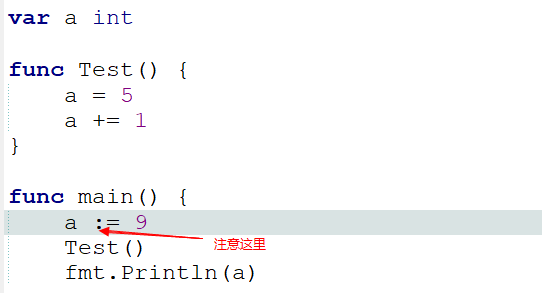 var a int
func Test() {
a = 5
a += 1
}
func main() {
a := 9
注意这里
Test()
fmt.Println(a)